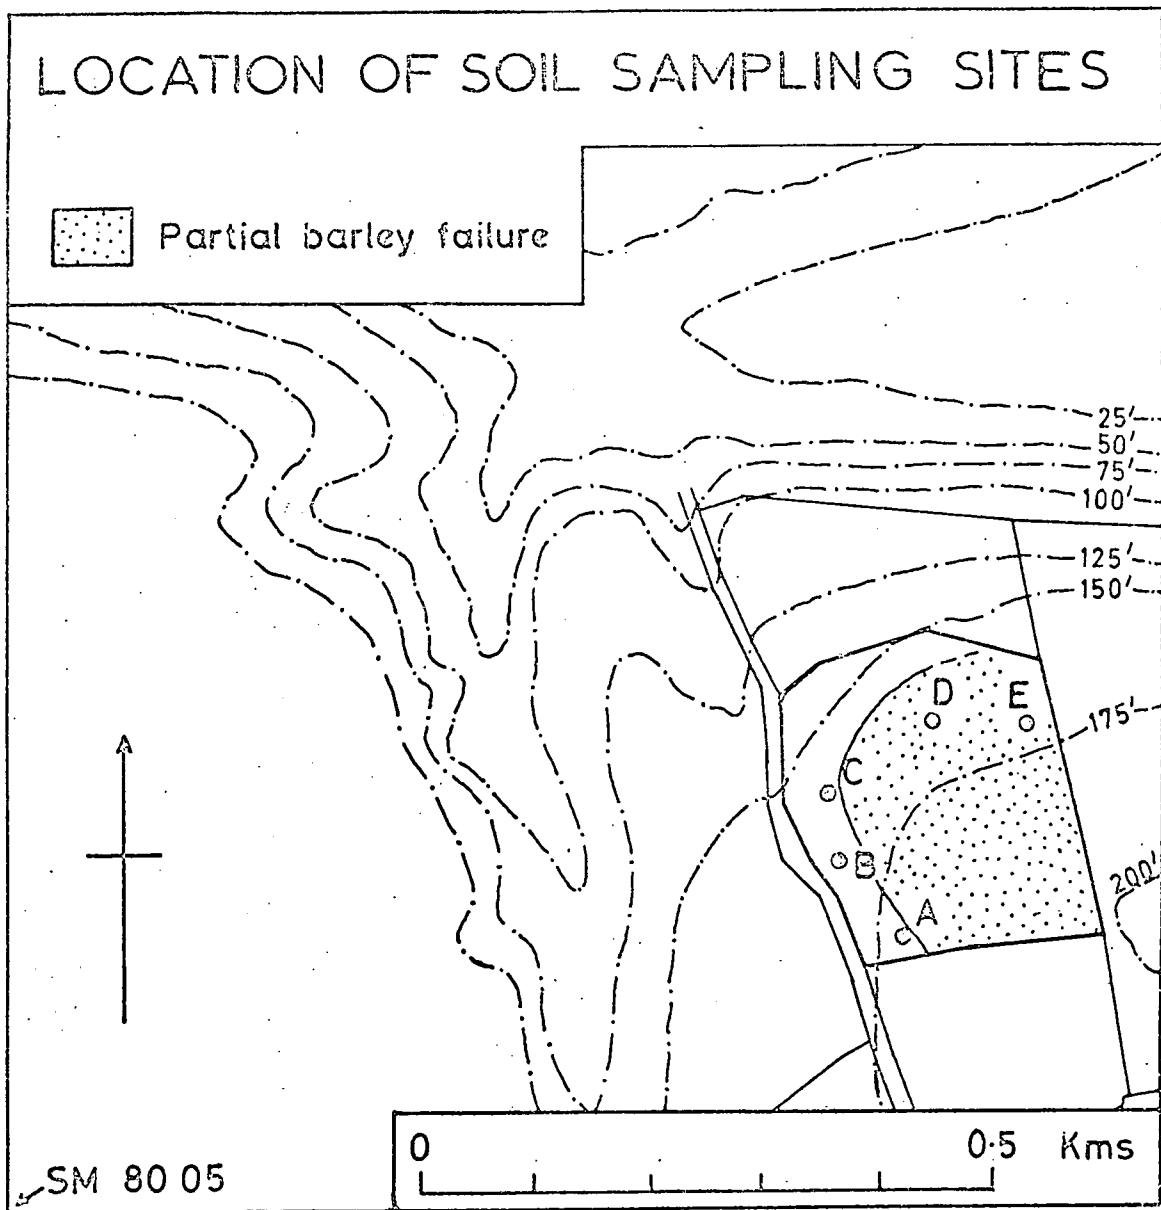 LOCATION OF SOIL SAMPLING SITES
Partial barley failure
25'
50'
75'
100'
125'
150'
D E
175'
C
B
200'
A
0 0·5 Kms
SM 80 05